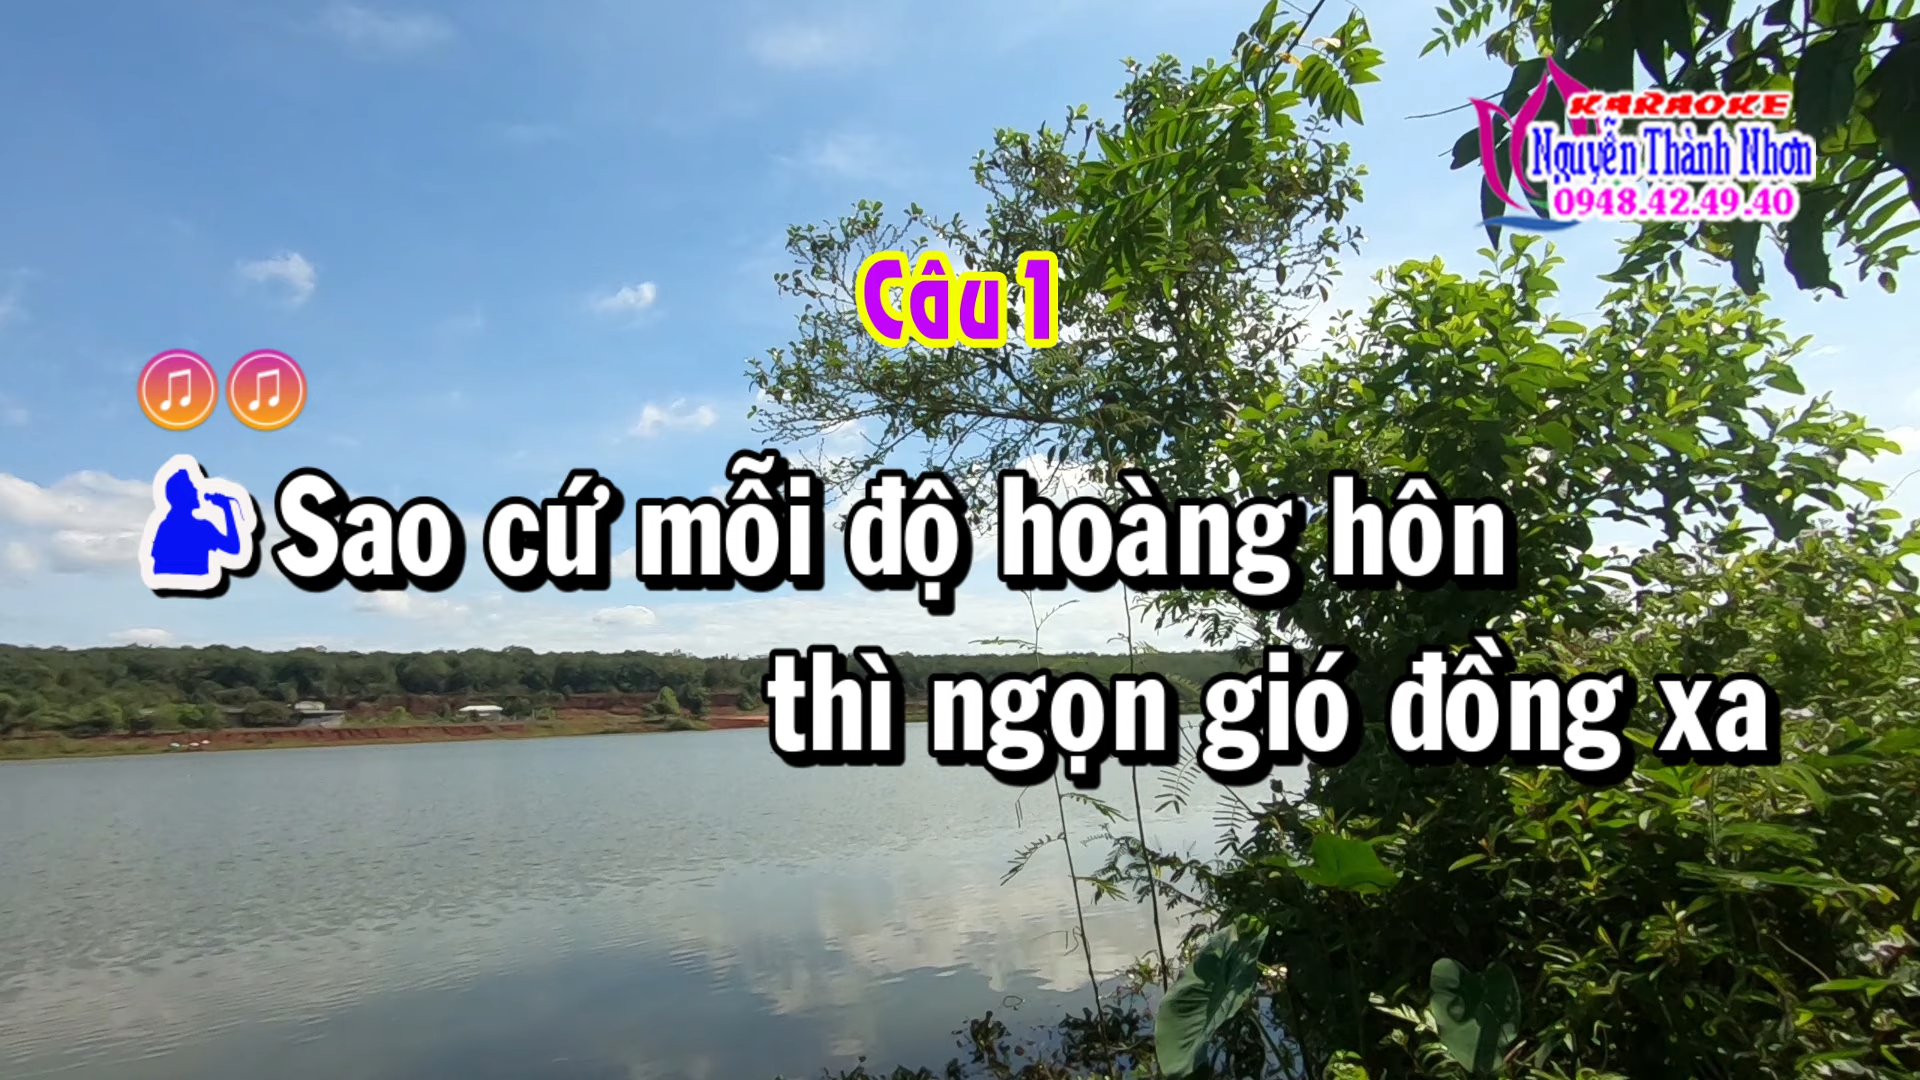 KARAOKE
Nguyễn Thành Nhơn
0948.42.49.40
Câu 1
Sao cứ mỗi độ hoàng hôn
thì ngọn gió đồng xa